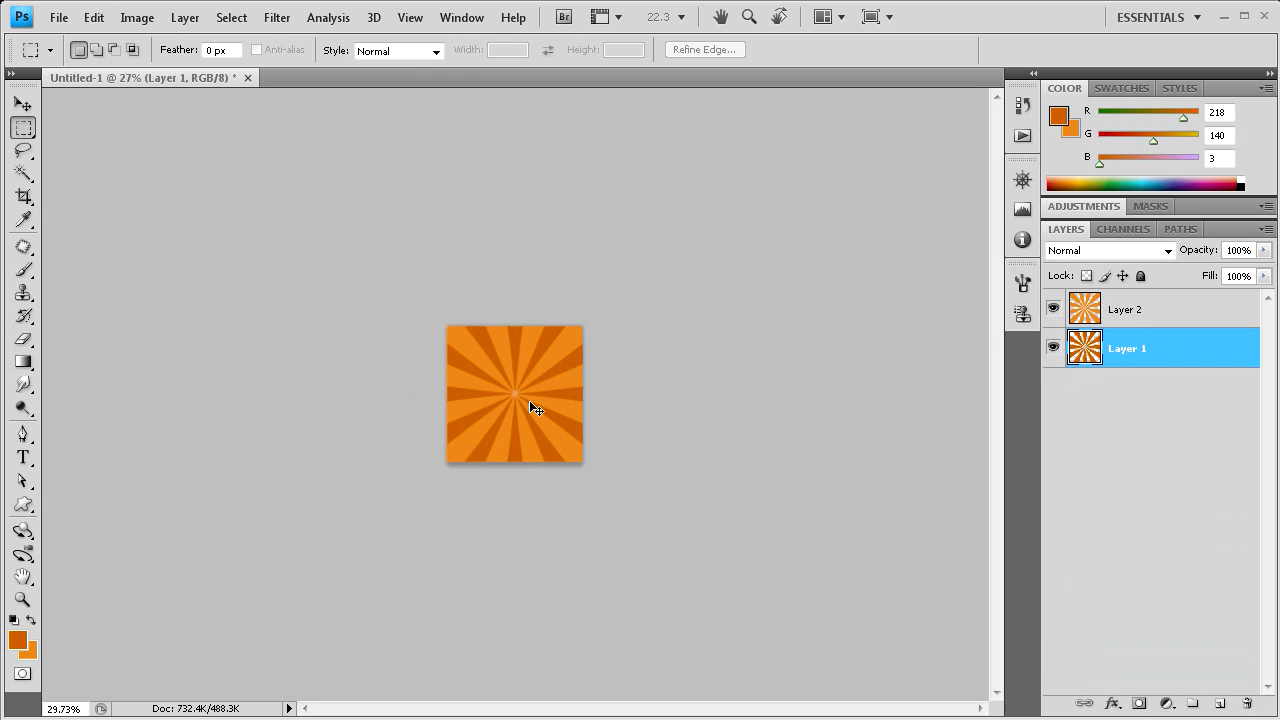 Ps File Edit Image Layer Select Filter Analysis 3D View Window Help Br 22.3 ESSENTIALS
Feather: 0 px Anti-alias Style: Normal Width: Height: Refine Edge...
Untitled-1 @ 27% (Layer 1, RGB/8) *
COLOR SWATCHES STYLES
R 218
G 140
B 3
ADJUSTMENTS MASKS
LAYERS CHANNELS PATHS
Normal Opacity: 100%
Lock: Fill: 100%
Layer 2
Layer 1
T
29.73% Doc: 732.4K/488.3K
fx